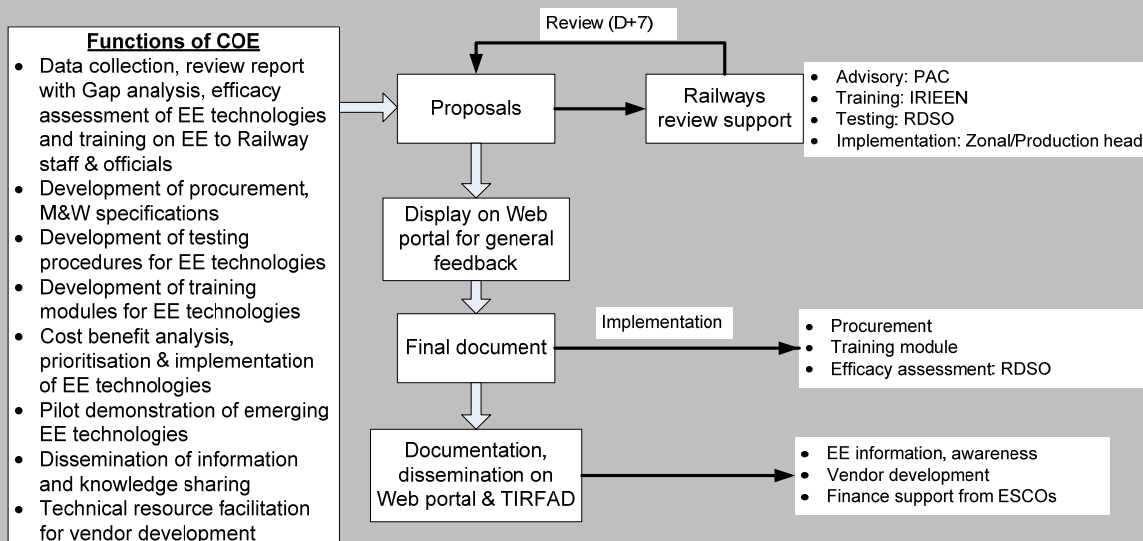 Functions of COE
• Data collection, review report
with Gap analysis, efficacy
assessment of EE technologies
and training on EE to Railway
staff & officials
• Development of procurement,
M&W specifications
• Development of testing
procedures for EE technologies
• Development of training
modules for EE technologies
• Cost benefit analysis,
prioritisation & implementation
of EE technologies
• Pilot demonstration of emerging
EE technologies
• Dissemination of information
and knowledge sharing
• Technical resource facilitation
for vendor development
Review (D+7)
Proposals
Railways
review support
• Advisory: PAC
• Training: IRIEEN
• Testing: RDSO
• Implementation: Zonal/Production head
Display on Web
portal for general
feedback
Final document
Implementation
• Procurement
• Training module
• Efficacy assessment: RDSO
Documentation,
dissemination on
Web portal & TIRFAD
• EE information, awareness
• Vendor development
• Finance support from ESCOs